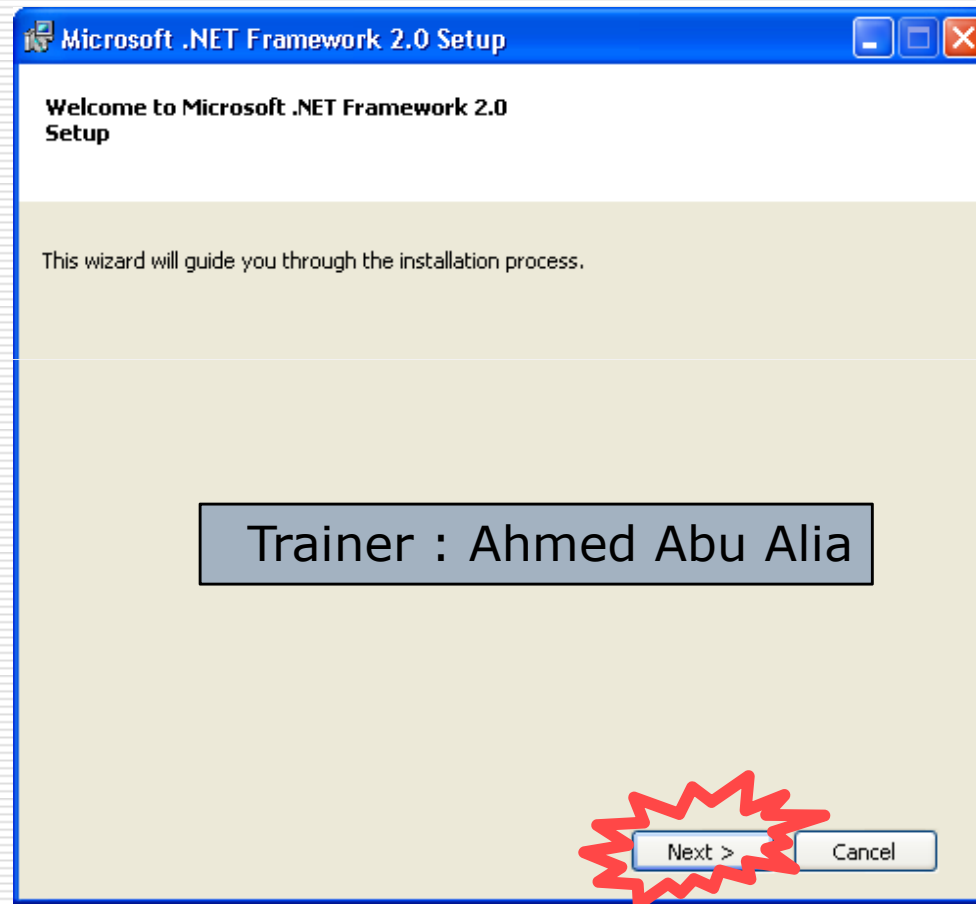 Microsoft .NET Framework 2.0 Setup
Welcome to Microsoft .NET Framework 2.0
Setup
This wizard will guide you through the installation process.
Trainer : Ahmed Abu Alia
Next >
Cancel